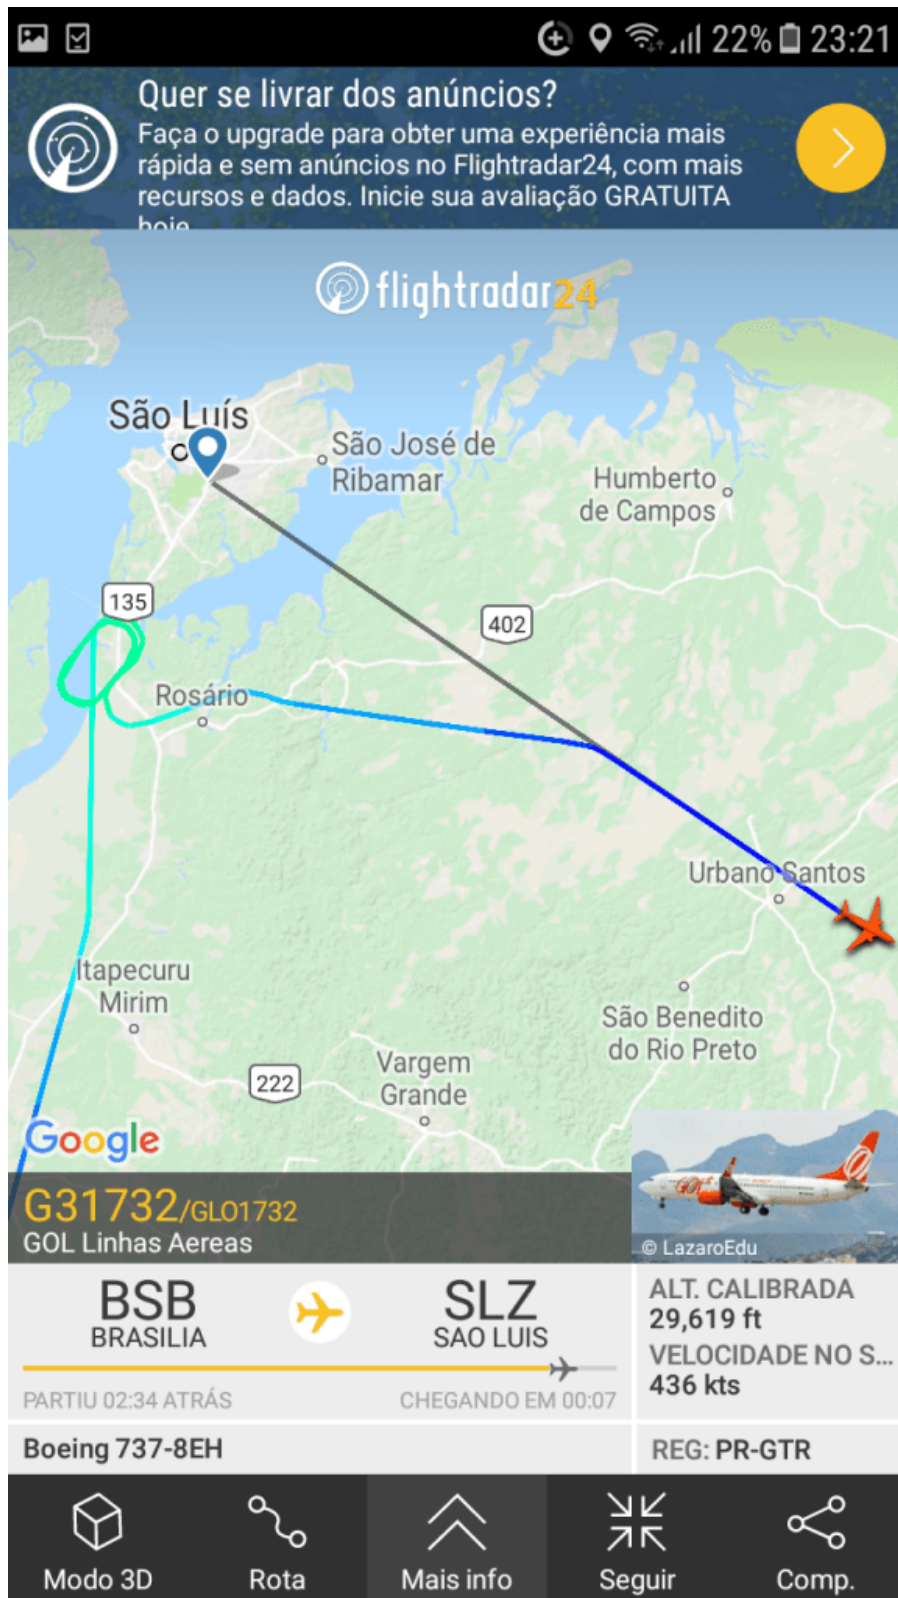 22% 23:21
Quer se livrar dos anúncios?
Faça o upgrade para obter uma experiência mais
rápida e sem anúncios no Flightradar24, com mais
recursos e dados. Inicie sua avaliação GRATUITA
hoje
flightradar24
São Luís
São José de
Ribamar
Humberto
de Campos
135
402
Rosário
Urbano Santos
Itapecuru
Mirim
São Benedito
do Rio Preto
Vargem
Grande
222
Google
G31732/GLO1732
GOL Linhas Aereas
GOL
© LazaroEdu
BSB
BRASILIA
SLZ
SAO LUIS
PARTIU 02:34 ATRÁS
CHEGANDO EM 00:07
ALT. CALIBRADA
29,619 ft
VELOCIDADE NO S...
436 kts
Boeing 737-8EH
REG: PR-GTR
Modo 3D
Rota
Mais info
Seguir
Comp.